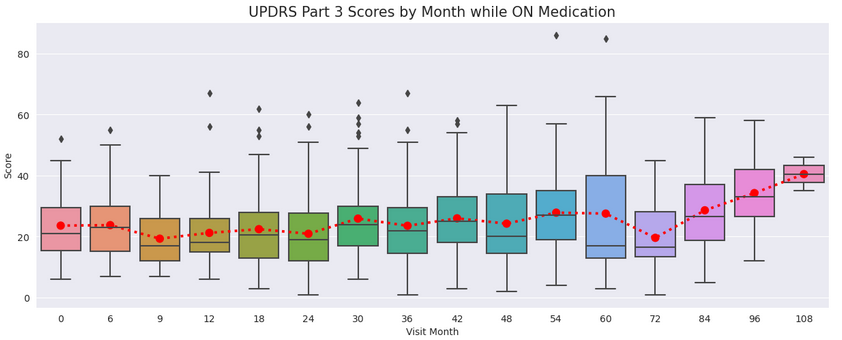 UPDRS Part 3 Scores by Month while ON Medication
80
60
40
20
0
Score
0 6 9 12 18 24 30 36 42 48 54 60 72 84 96 108
Visit Month